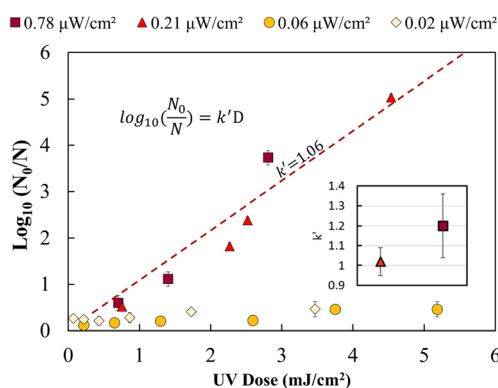 0.78 µW/cm² 0.21 µW/cm² 0.06 µW/cm² 0.02 µW/cm²
6
5
4
3
2
1
0
Log₁₀ (N₀/N)
log₁₀(N₀/N) = k′D
k'=1.06
1.4
1.3
1.2
1.1
1
0.9
k'
0 1 2 3 4 5 6
UV Dose (mJ/cm²)